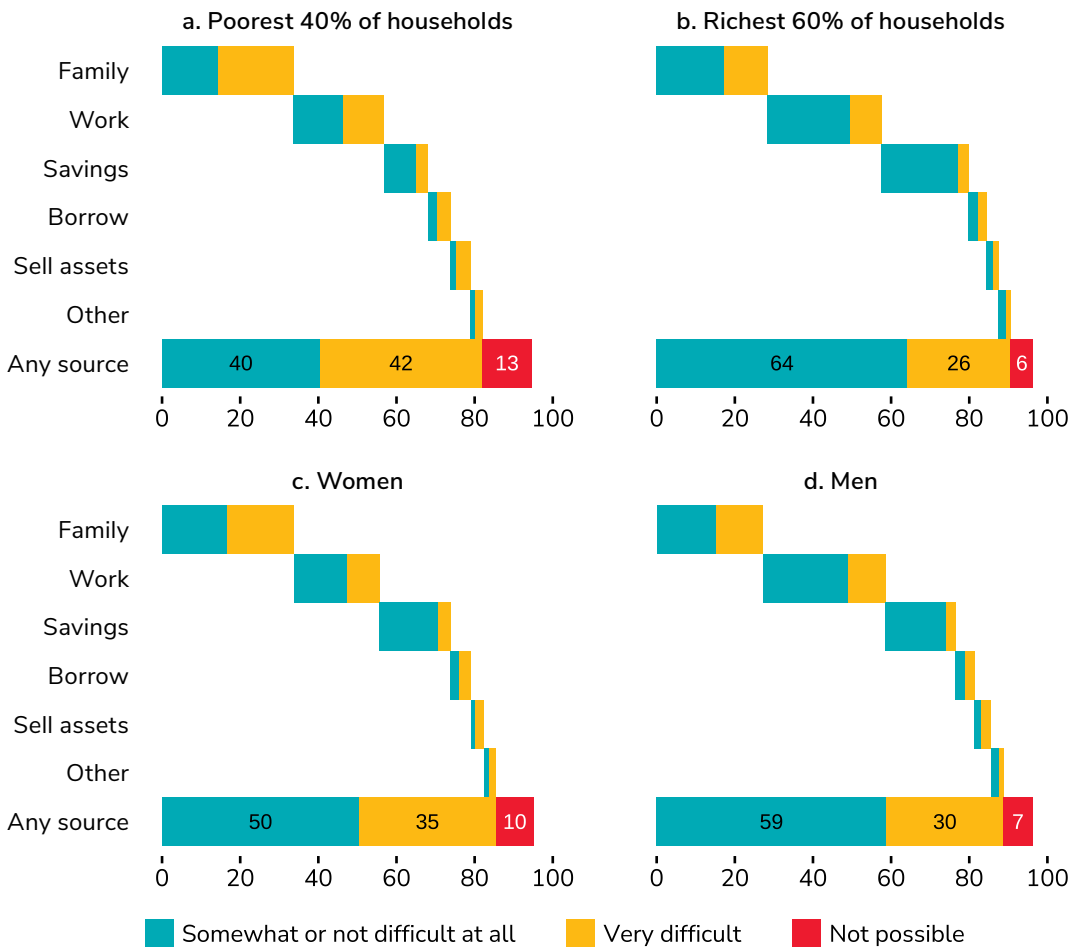 a. Poorest 40% of households
b. Richest 60% of households
Family
Work
Savings
Borrow
Sell assets
Other
Any source
40
42
13
64
26
6
0 20 40 60 80 100
0 20 40 60 80 100
c. Women
d. Men
Family
Work
Savings
Borrow
Sell assets
Other
Any source
50
35
10
59
30
7
0 20 40 60 80 100
0 20 40 60 80 100
Somewhat or not difficult at all
Very difficult
Not possible